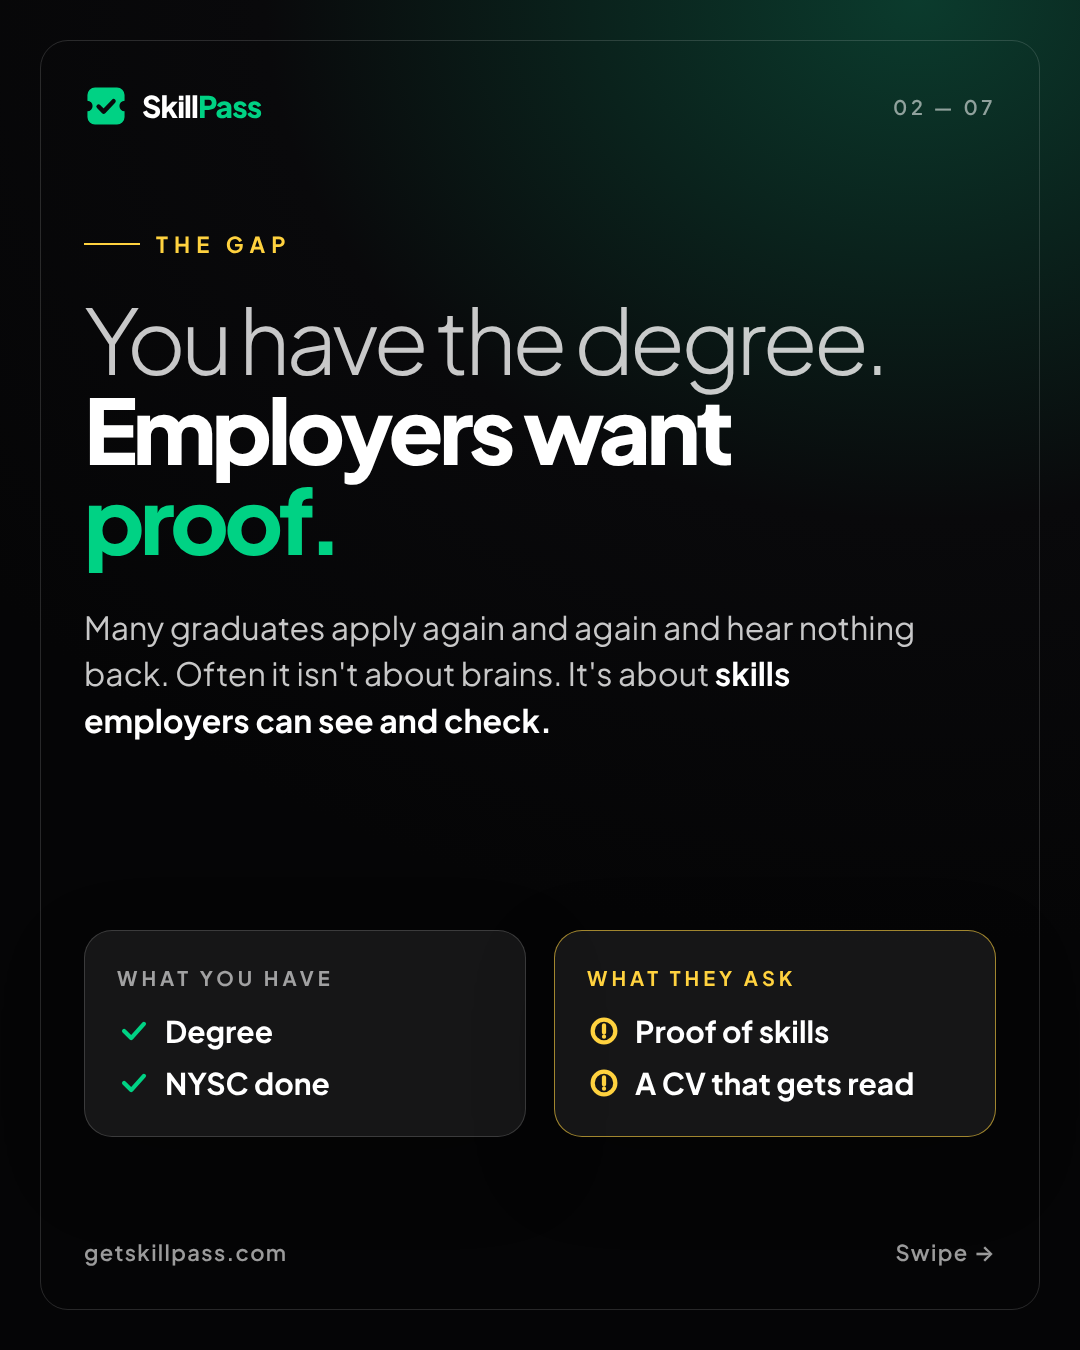 SkillPass
02 — 07
THE GAP
You have the degree.
Employers want
proof.
Many graduates apply again and again and hear nothing
back. Often it isn't about brains. It's about skills
employers can see and check.
WHAT YOU HAVE
Degree
NYSC done
WHAT THEY ASK
Proof of skills
A CV that gets read
getskillpass.com
Swipe →